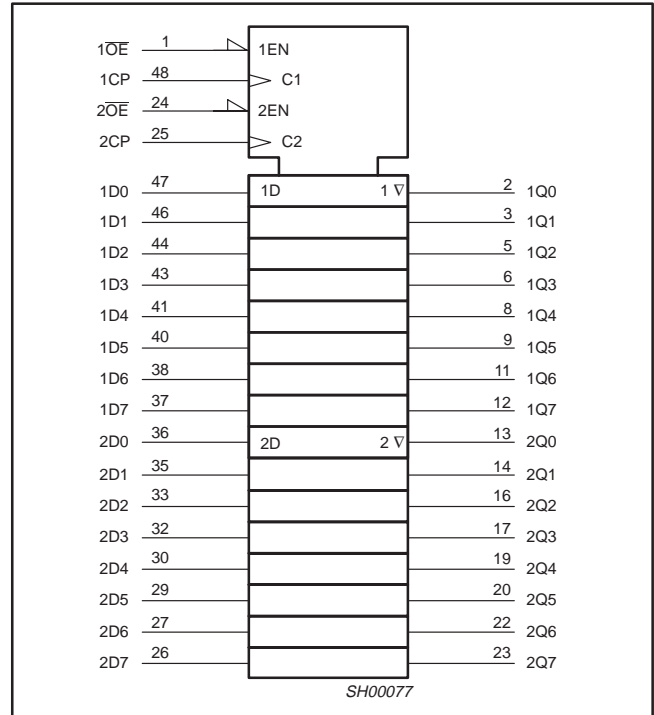 1O̅E̅ 1 1EN
1CP 48 C1
2O̅E̅ 24 2EN
2CP 25 C2
1D0 47 1D 1 ∇ 2 1Q0
1D1 46 3 1Q1
1D2 44 5 1Q2
1D3 43 6 1Q3
1D4 41 8 1Q4
1D5 40 9 1Q5
1D6 38 11 1Q6
1D7 37 12 1Q7
2D0 36 2D 2 ∇ 13 2Q0
2D1 35 14 2Q1
2D2 33 16 2Q2
2D3 32 17 2Q3
2D4 30 19 2Q4
2D5 29 20 2Q5
2D6 27 22 2Q6
2D7 26 23 2Q7
SH00077